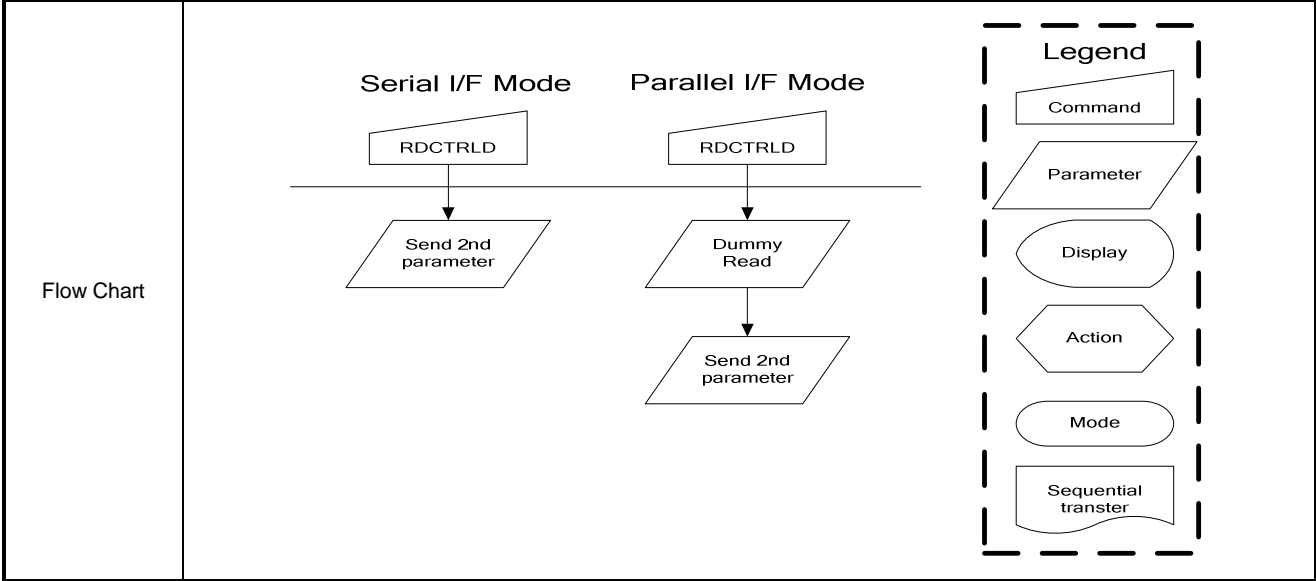 Flow Chart
Serial I/F Mode
RDCTRLD
Send 2nd
parameter
Parallel I/F Mode
RDCTRLD
Dummy
Read
Send 2nd
parameter
Legend
Command
Parameter
Display
Action
Mode
Sequential
transter